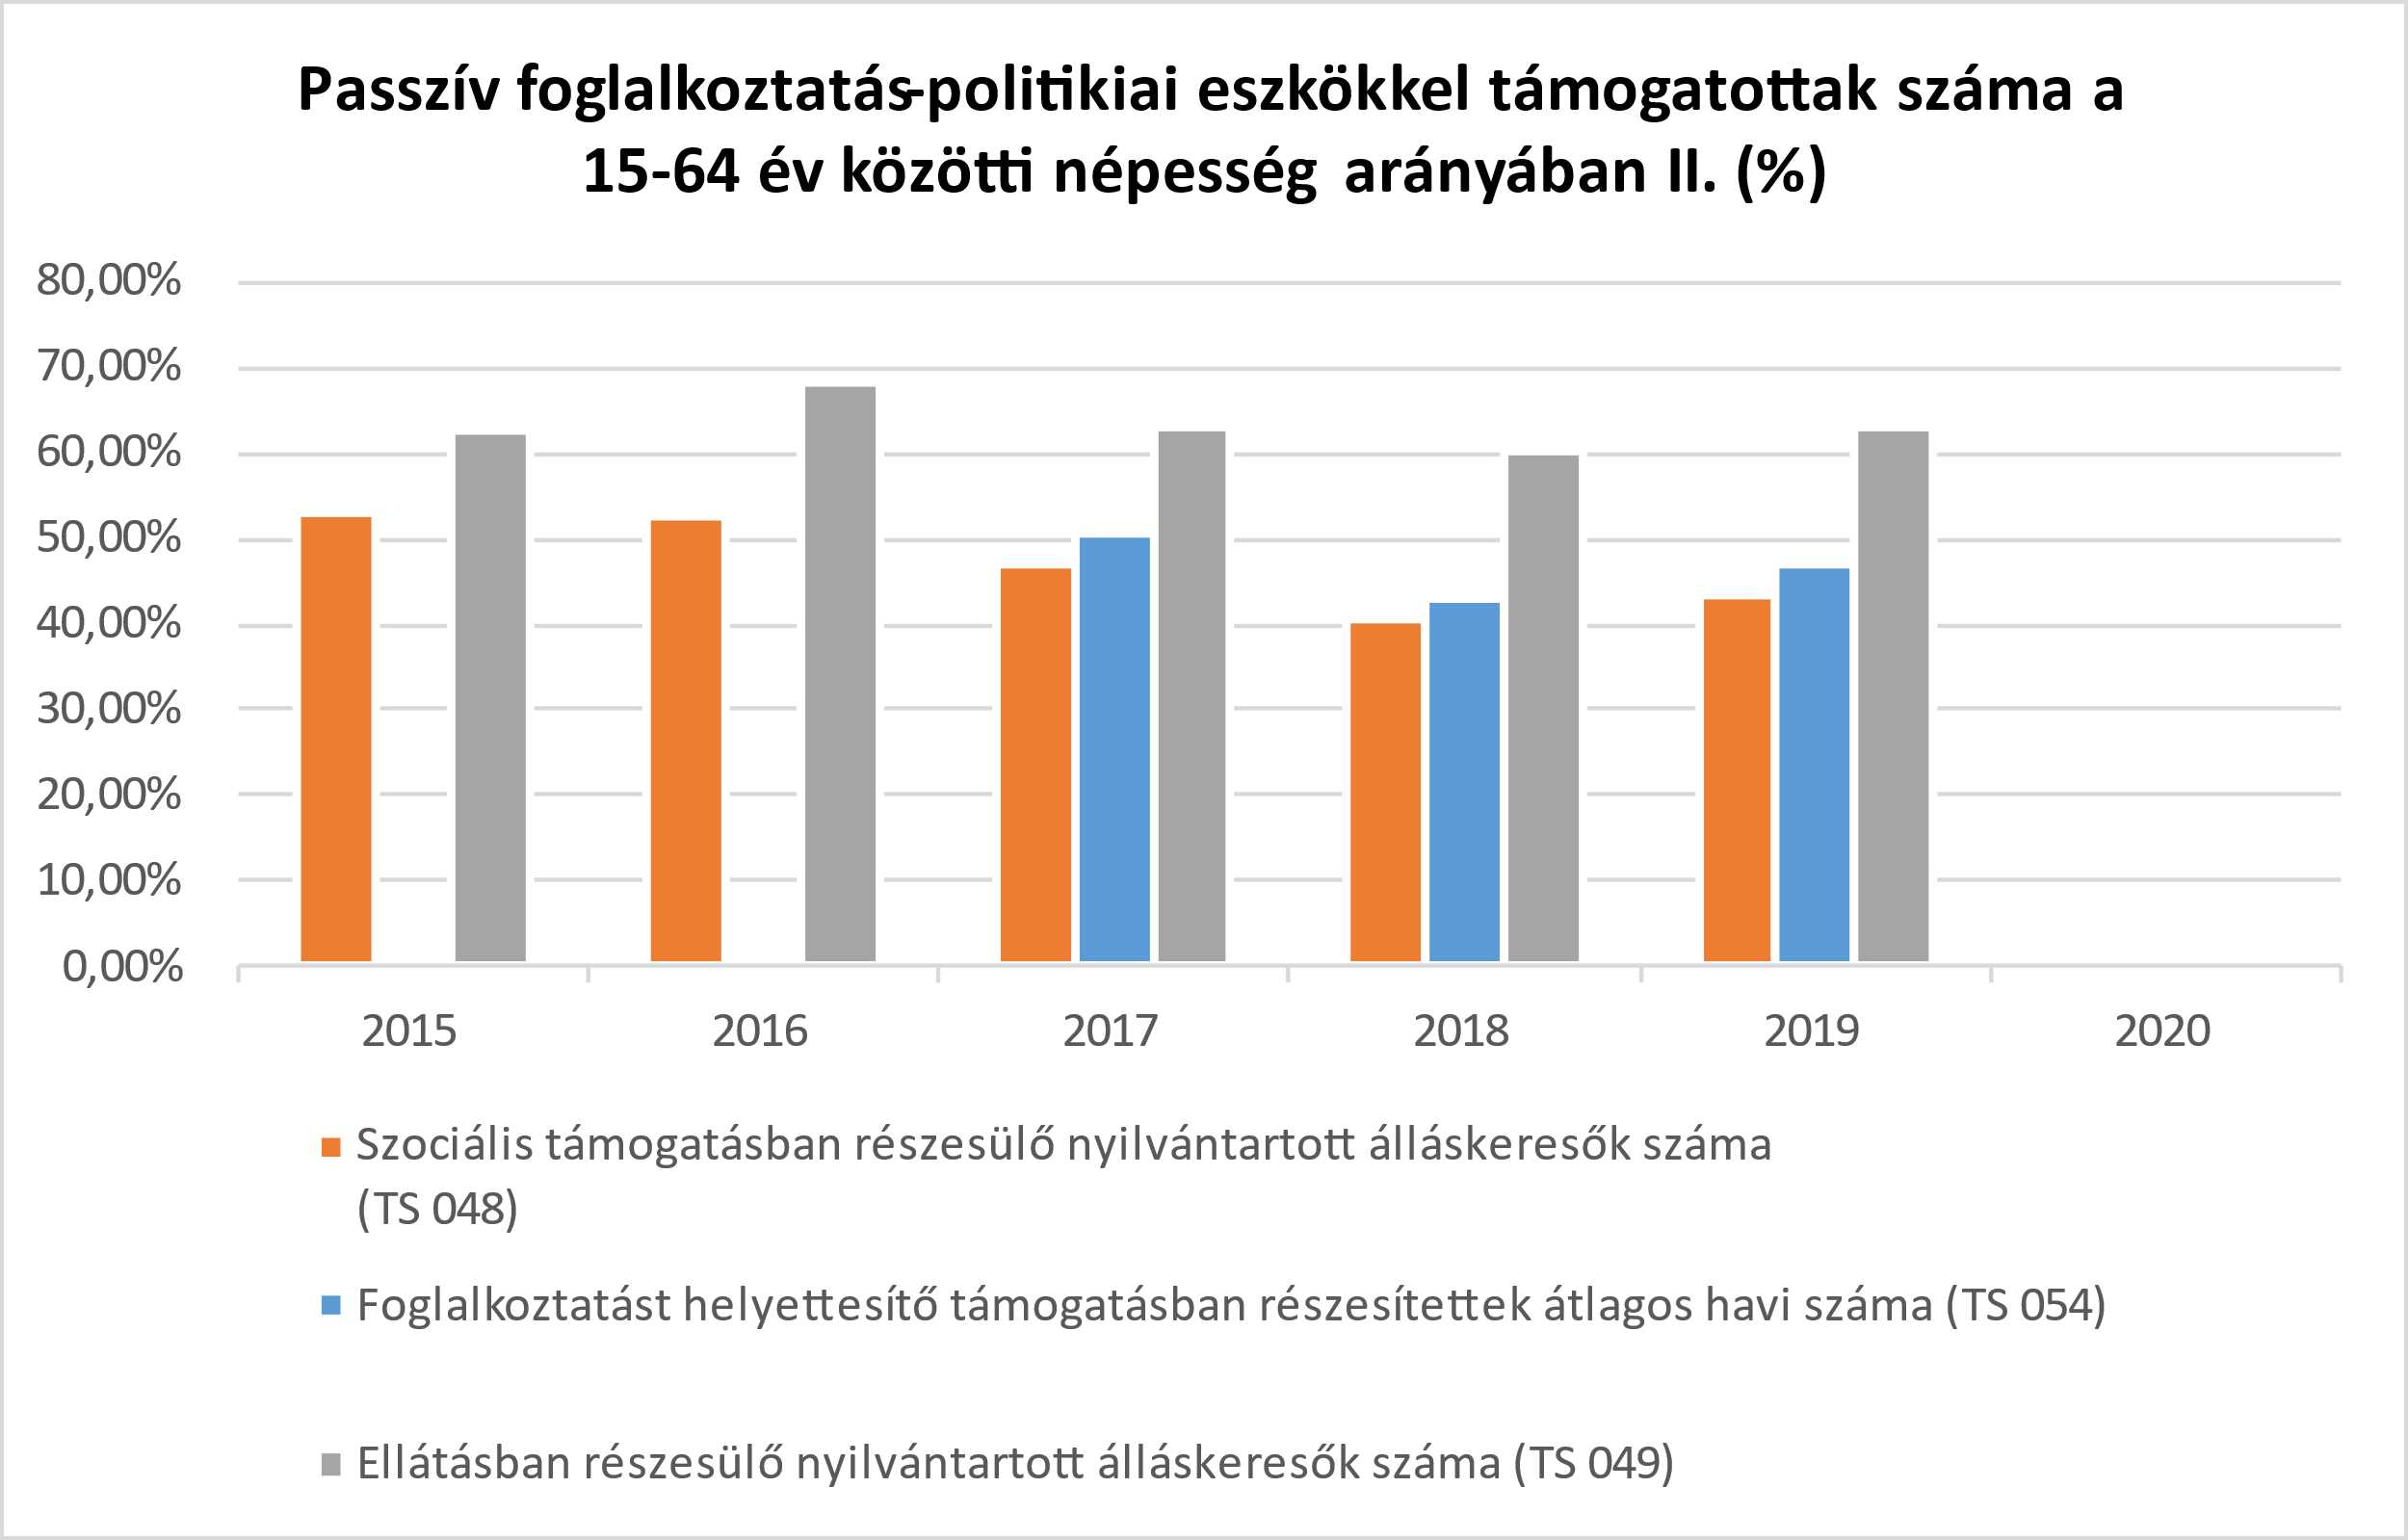 Passzív foglalkoztatás-politikiai eszkökkel támogatottak száma a
15-64 év közötti népesség arányában II. (%)
80,00%
70,00%
60,00%
50,00%
40,00%
30,00%
20,00%
10,00%
0,00%
2015 2016 2017 2018 2019 2020
Szociális támogatásban részesülő nyilvántartott álláskeresők száma
(TS 048)
Foglalkoztatást helyettesítő támogatásban részesítettek átlagos havi száma (TS 054)
Ellátásban részesülő nyilvántartott álláskeresők száma (TS 049)